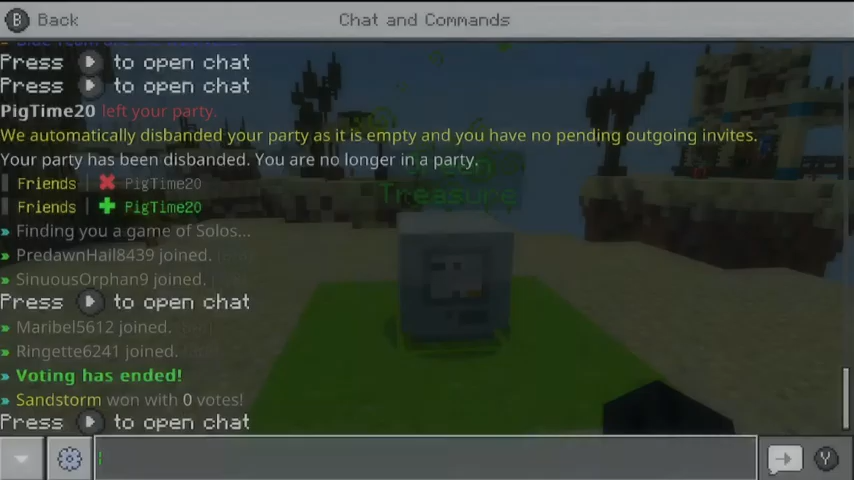 B Back
Chat and Commands
Press to open chat
Press to open chat
PigTime20 left your party.
We automatically disbanded your party as it is empty and you have no pending outgoing invites.
Your party has been disbanded. You are no longer in a party.
Friends | ✖ PigTime20
Friends | ✚ PigTime20
» Finding you a game of Solos...
» PredawnHail8439 joined.
» SinuousOrphan9 joined.
Press to open chat
» Maribel5612 joined.
» Ringette6241 joined.
» Voting has ended!
» Sandstorm won with 0 votes!
Press to open chat
Treasure
Y